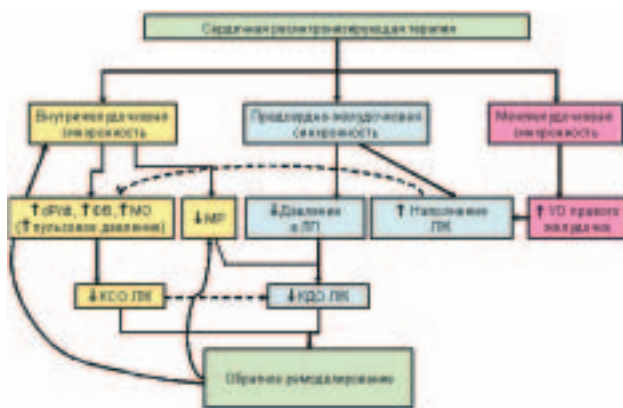 Сердечная ресинхронизирующая терапия
Внутрижелудочковая
синхронность
Предсердно-желудочковая
синхронность
Межжелудочковая
синхронность
↑dP/dt, ↑ФВ, ↑МО
(↑пульсовое давление)
↓МР
↓Давление
в ЛП
↑ Наполнение
ЛЖ
↑ УО правого
желудочка
↓КСО ЛЖ
↓КДО ЛЖ
Обратное ремоделирование